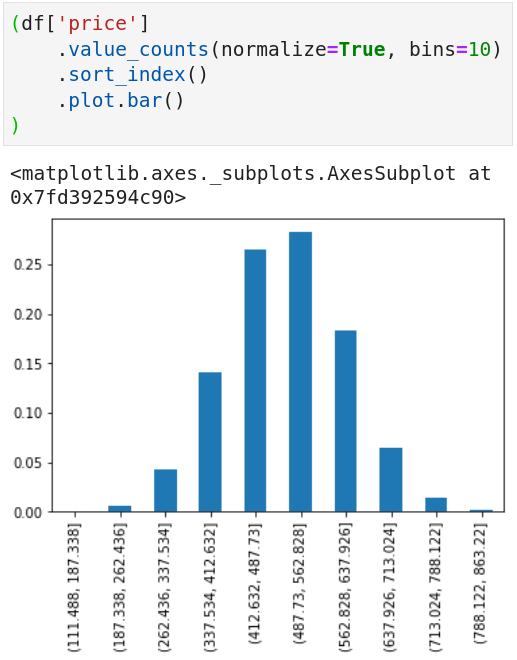 (df['price']
    .value_counts(normalize=True, bins=10)
    .sort_index()
    .plot.bar()
)
<matplotlib.axes._subplots.AxesSubplot at
0x7fd392594c90>
0.25
0.20
0.15
0.10
0.05
0.00
(111.488, 187.338]
(187.338, 262.436]
(262.436, 337.534]
(337.534, 412.632]
(412.632, 487.73]
(487.73, 562.828]
(562.828, 637.926]
(637.926, 713.024]
(713.024, 788.122]
(788.122, 863.22]